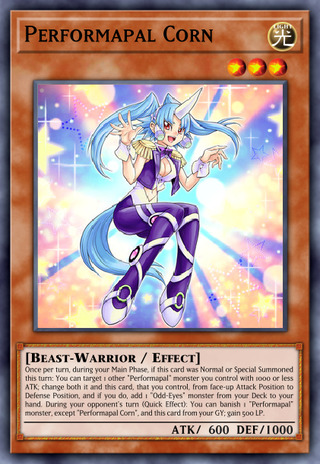 Performapal Corn
LIGHT
光
[Beast-Warrior / Effect]
Once per turn, during your Main Phase, if this card was Normal or Special Summoned
this turn: You can target 1 other "Performapal" monster you control with 1000 or less
ATK; change both it and this card, that you control, from face-up Attack Position to
Defense Position, and if you do, add 1 "Odd-Eyes" monster from your Deck to your
hand. During your opponent's turn (Quick Effect): You can banish 1 "Performapal"
monster, except "Performapal Corn", and this card from your GY; gain 500 LP.
ATK/ 600 DEF/1000